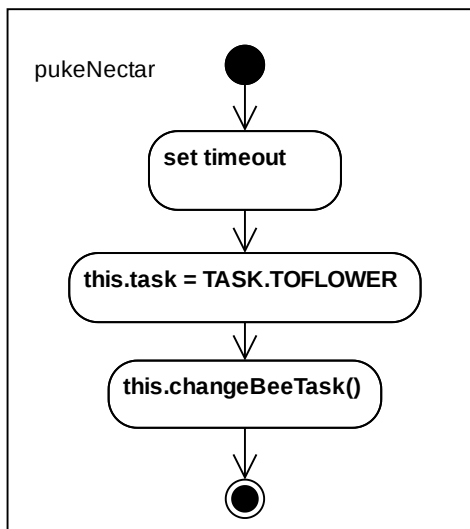 pukeNectar
set timeout
this.task = TASK.TOFLOWER
this.changeBeeTask()